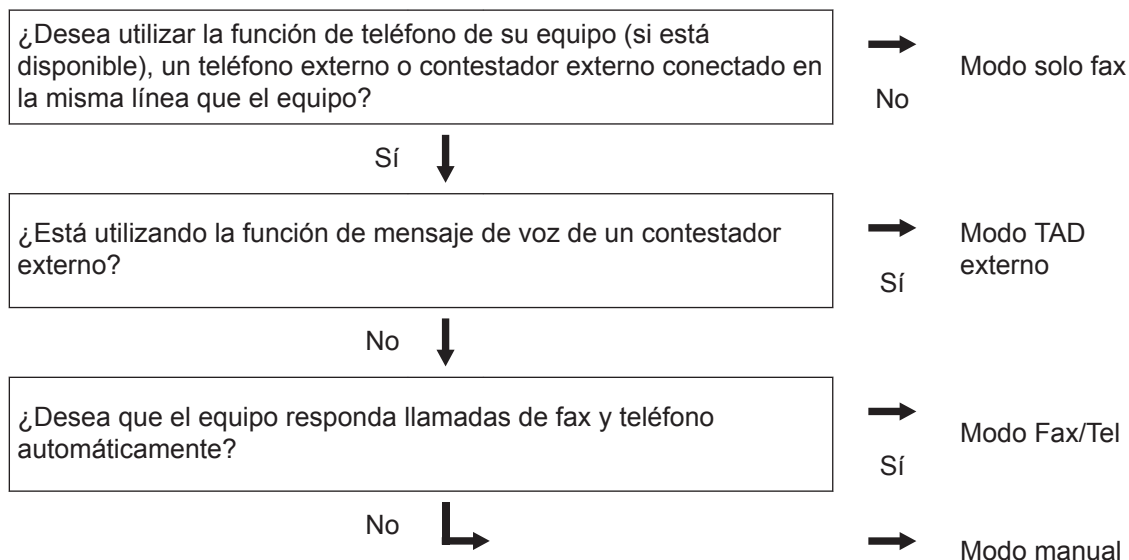 ¿Desea utilizar la función de teléfono de su equipo (si está
disponible), un teléfono externo o contestador externo conectado en
la misma línea que el equipo?
No
Modo solo fax
Sí
¿Está utilizando la función de mensaje de voz de un contestador
externo?
Sí
Modo TAD
externo
No
¿Desea que el equipo responda llamadas de fax y teléfono
automáticamente?
Sí
Modo Fax/Tel
No
Modo manual